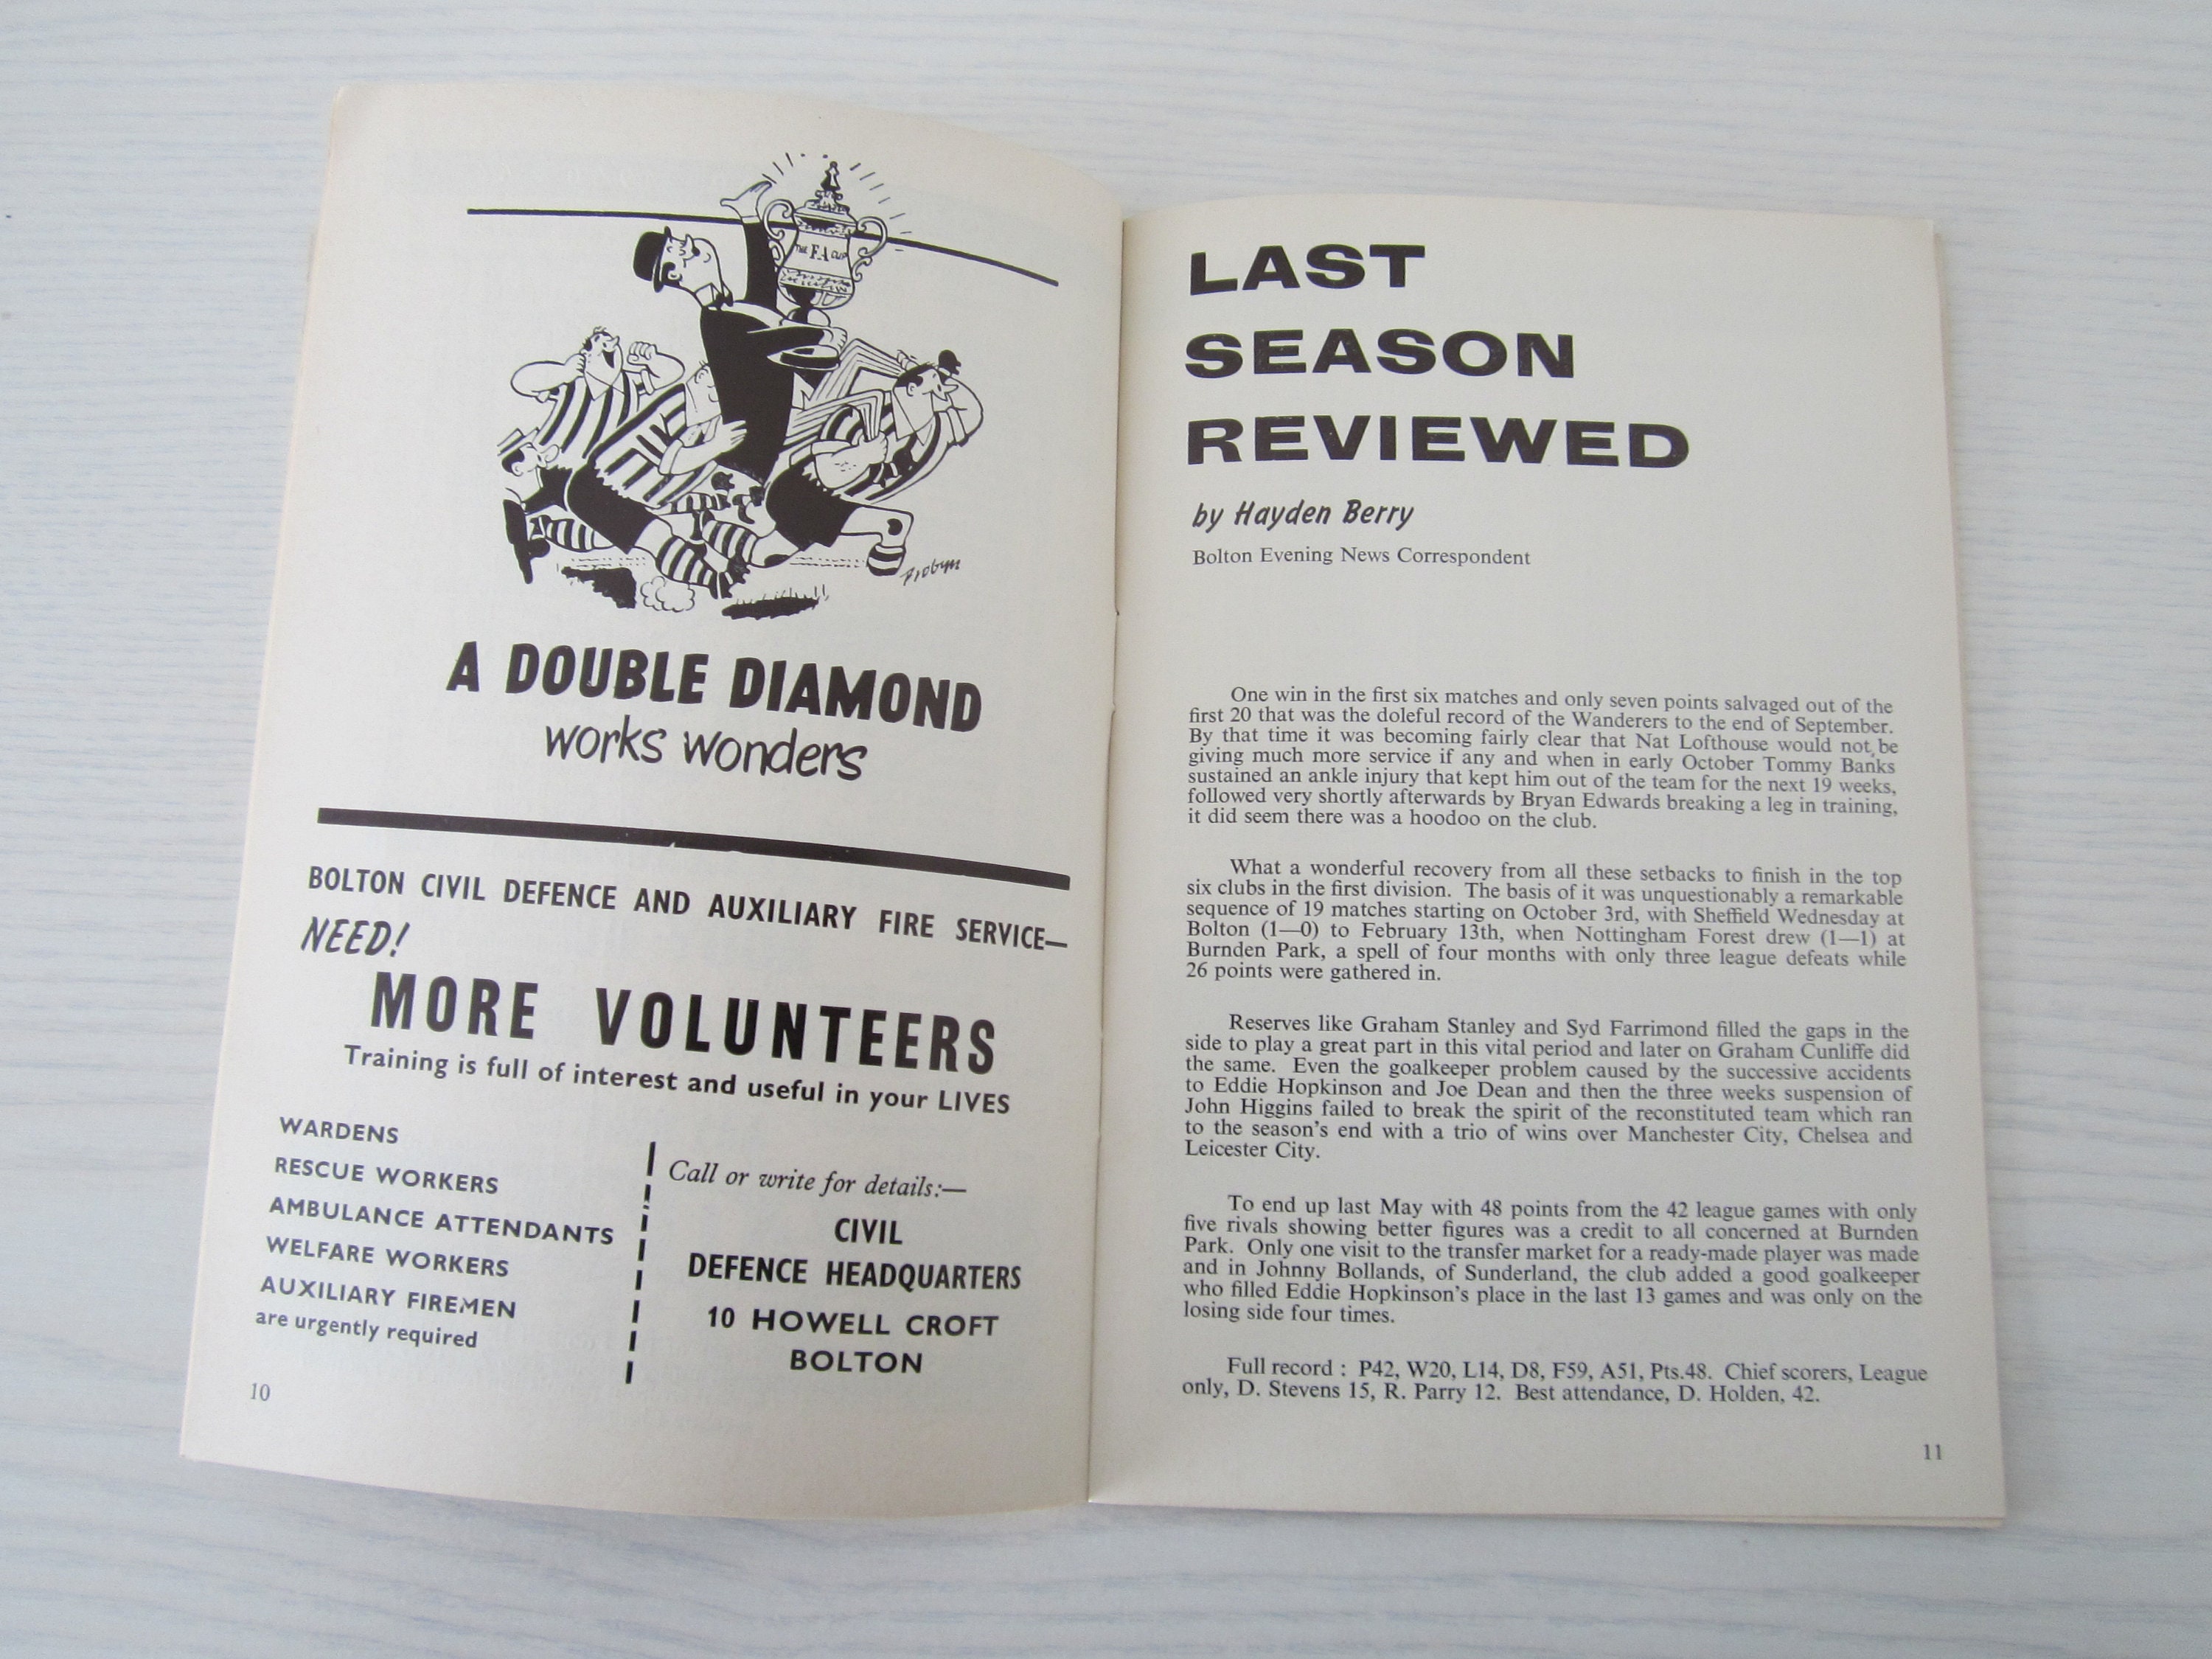 THE F.A CUP
Probyn
A DOUBLE DIAMOND
works wonders
BOLTON CIVIL DEFENCE AND AUXILIARY FIRE SERVICE—
NEED!
MORE VOLUNTEERS
Training is full of interest and useful in your LIVES
WARDENS
RESCUE WORKERS
AMBULANCE ATTENDANTS
WELFARE WORKERS
AUXILIARY FIREMEN
are urgently required
Call or write for details:—
CIVIL
DEFENCE HEADQUARTERS
10 HOWELL CROFT
BOLTON
10
LAST
SEASON
REVIEWED
by Hayden Berry
Bolton Evening News Correspondent
One win in the first six matches and only seven points salvaged out of the
first 20 that was the doleful record of the Wanderers to the end of September.
By that time it was becoming fairly clear that Nat Lofthouse would not be
giving much more service if any and when in early October Tommy Banks
sustained an ankle injury that kept him out of the team for the next 19 weeks,
followed very shortly afterwards by Bryan Edwards breaking a leg in training,
it did seem there was a hoodoo on the club.
What a wonderful recovery from all these setbacks to finish in the top
six clubs in the first division. The basis of it was unquestionably a remarkable
sequence of 19 matches starting on October 3rd, with Sheffield Wednesday at
Bolton (1—0) to February 13th, when Nottingham Forest drew (1—1) at
Burnden Park, a spell of four months with only three league defeats while
26 points were gathered in.
Reserves like Graham Stanley and Syd Farrimond filled the gaps in the
side to play a great part in this vital period and later on Graham Cunliffe did
the same. Even the goalkeeper problem caused by the successive accidents
to Eddie Hopkinson and Joe Dean and then the three weeks suspension of
John Higgins failed to break the spirit of the reconstituted team which ran
to the season's end with a trio of wins over Manchester City, Chelsea and
Leicester City.
To end up last May with 48 points from the 42 league games with only
five rivals showing better figures was a credit to all concerned at Burnden
Park. Only one visit to the transfer market for a ready-made player was made
and in Johnny Bollands, of Sunderland, the club added a good goalkeeper
who filled Eddie Hopkinson's place in the last 13 games and was only on the
losing side four times.
Full record : P42, W20, L14, D8, F59, A51, Pts.48. Chief scorers, League
only, D. Stevens 15, R. Parry 12. Best attendance, D. Holden, 42.
11